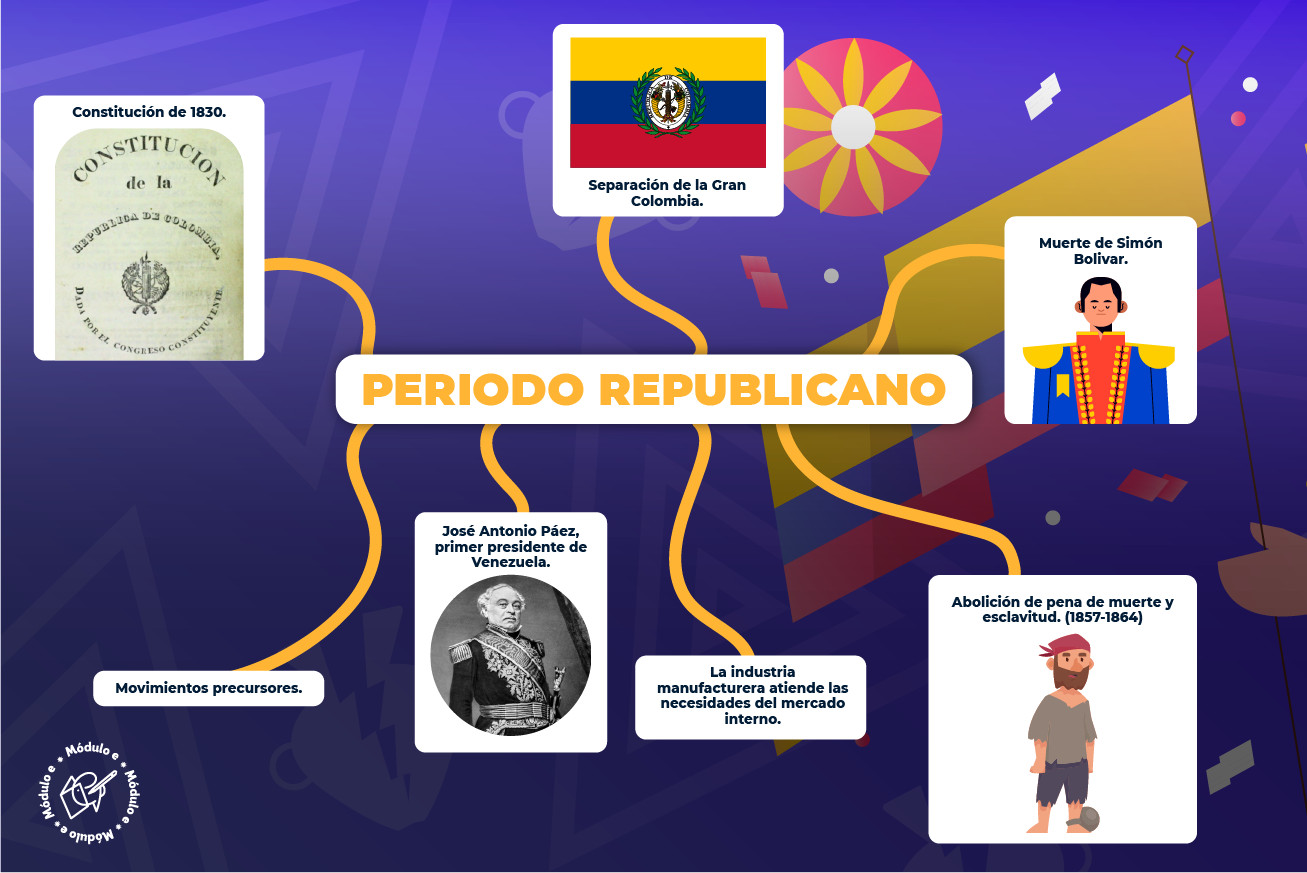 Constitución de 1830.
CONSTITUCION
de la
REPUBLICA DE COLOMBIA.
DADA POR EL CONGRESO CONSTITUYENTE
Separación de la Gran
Colombia.
Muerte de Simón
Bolivar.
PERIODO REPUBLICANO
José Antonio Páez,
primer presidente de
Venezuela.
Movimientos precursores.
La industria
manufacturera atiende las
necesidades del mercado
interno.
Abolición de pena de muerte y
esclavitud. (1857-1864)
Módulo e * Módulo e * Módulo e * Módulo e *